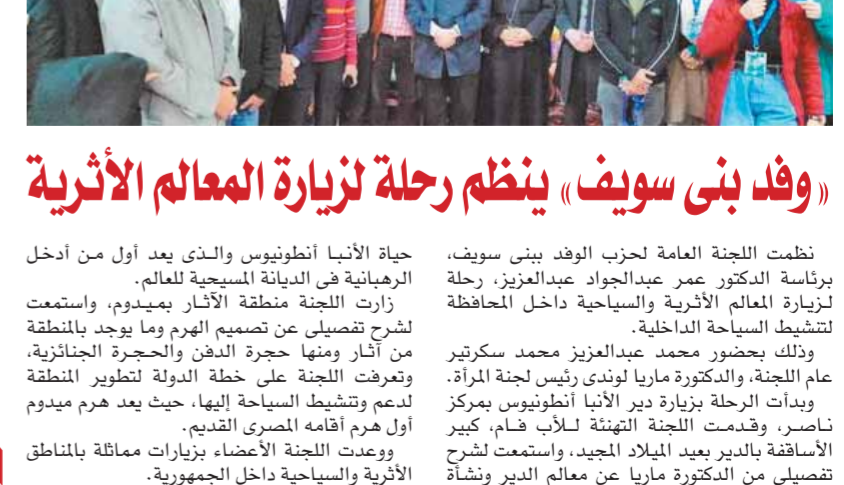 «وفد بنى سويف» ينظم رحلة لزيارة المعالم الأثرية
نظمت اللجنة العامة لحزب الوفد ببنى سويف،
برئاسة الدكتور عمر عبدالجواد عبدالعزيز، رحلة
لزيارة المعالم الأثرية والسياحية داخل المحافظة
لتنشيط السياحة الداخلية.
وذلك بحضور محمد عبدالعزيز محمد سكرتير
عام اللجنة، والدكتورة ماريا لوندى رئيس لجنة المرأة.
وبدأت الرحلة بزيارة دير الأنبا أنطونيوس بمركز
ناصر، وقدمت اللجنة التهنئة للأب فام، كبير
الأساقفة بالدير بعيد الميلاد المجيد، واستمعت لشرح
تفصيلى من الدكتورة ماريا عن معالم الدير ونشأة
حياة الأنبا أنطونيوس والذى يعد أول من أدخل
الرهبانية فى الديانة المسيحية للعالم.
زارت اللجنة منطقة الآثار بميدوم، واستمعت
لشرح تفصيلى عن تصميم الهرم وما يوجد بالمنطقة
من آثار ومنها حجرة الدفن والحجرة الجنائزية،
وتعرفت اللجنة على خطة الدولة لتطوير المنطقة
لدعم وتنشيط السياحة إليها، حيث يعد هرم ميدوم
أول هرم أقامه المصرى القديم.
ووعدت اللجنة الأعضاء بزيارات مماثلة بالمناطق
الأثرية والسياحية داخل الجمهورية.